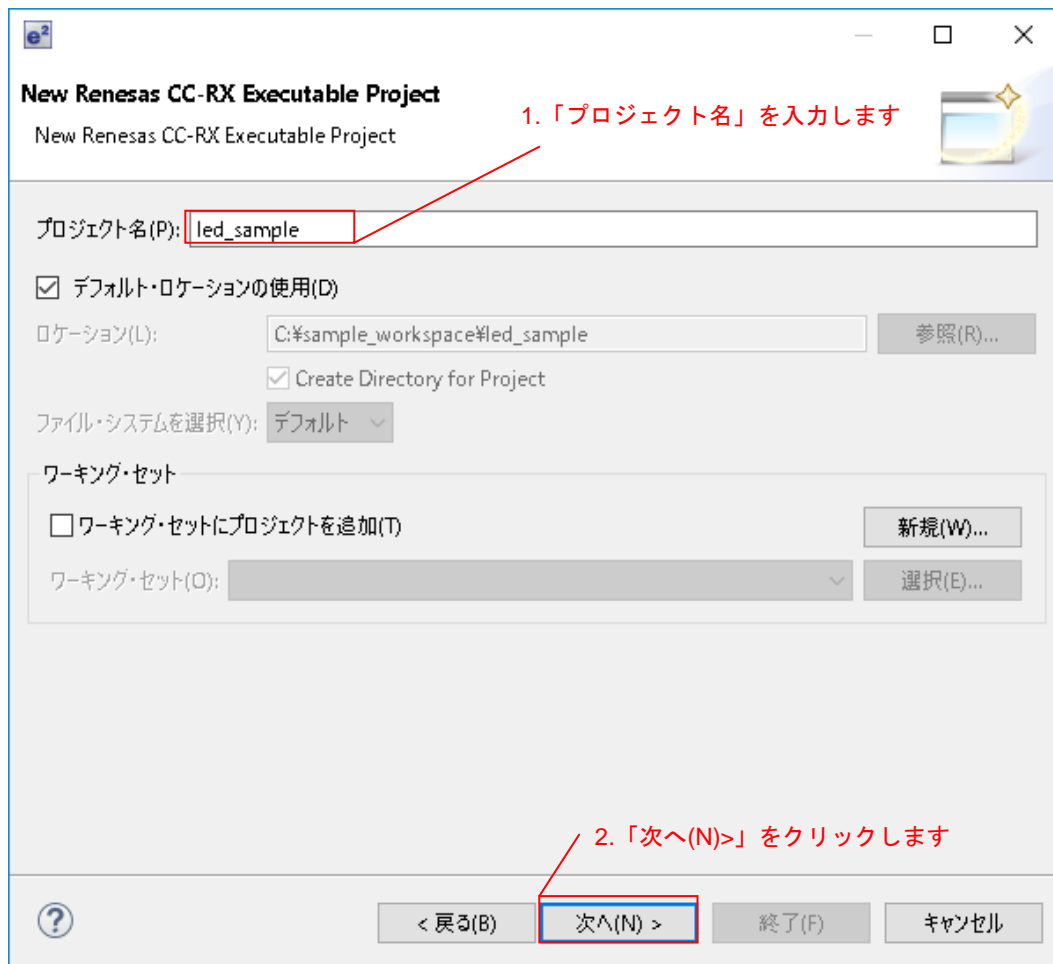 e²
New Renesas CC-RX Executable Project
1.「プロジェクト名」を入力します
New Renesas CC-RX Executable Project
プロジェクト名(P): led_sample
デフォルト・ロケーションの使用(D)
ロケーション(L): C:¥sample_workspace¥led_sample 参照(R)...
Create Directory for Project
ファイル・システムを選択(Y): デフォルト
ワーキング・セット
ワーキング・セットにプロジェクトを追加(T) 新規(W)...
ワーキング・セット(O): 選択(E)...
2.「次へ(N)>」をクリックします
? < 戻る(B) 次へ(N) > 終了(F) キャンセル